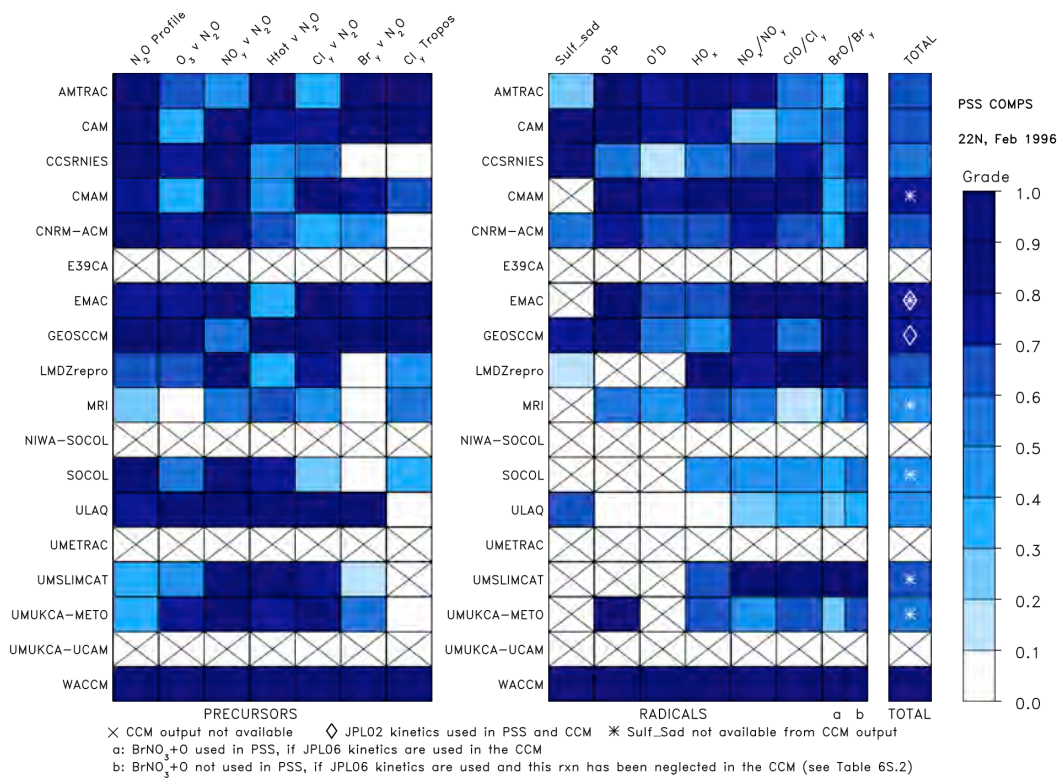 N₂O Profile
O₃ v N₂O
NOy v N₂O
Htot v N₂O
Cly v N₂O
Bry v N₂O
Cly Tropos
Sulf_sad
O³P
O¹D
HOx
NOx/NOy
ClO/Cly
BrO/Bry
TOTAL
AMTRAC
CAM
CCSRNIES
CMAM
CNRM-ACM
E39CA
EMAC
GEOSCCM
LMDZrepro
MRI
NIWA-SOCOL
SOCOL
ULAQ
UMETRAC
UMSLIMCAT
UMUKCA-METO
UMUKCA-UCAM
WACCM
AMTRAC
CAM
CCSRNIES
CMAM
CNRM-ACM
E39CA
EMAC
GEOSCCM
LMDZrepro
MRI
NIWA-SOCOL
SOCOL
ULAQ
UMETRAC
UMSLIMCAT
UMUKCA-METO
UMUKCA-UCAM
WACCM
PSS COMPS
22N, Feb 1996
Grade
1.0
0.9
0.8
0.7
0.6
0.5
0.4
0.3
0.2
0.1
0.0
PRECURSORS
RADICALS
a b
TOTAL
× CCM output not available ◊ JPL02 kinetics used in PSS and CCM ⁎ Sulf_Sad not available from CCM output
a: BrNO₃+O used in PSS, if JPL06 kinetics are used in the CCM
b: BrNO₃+O not used in PSS, if JPL06 kinetics are used and this rxn has been neglected in the CCM (see Table 6S.2)